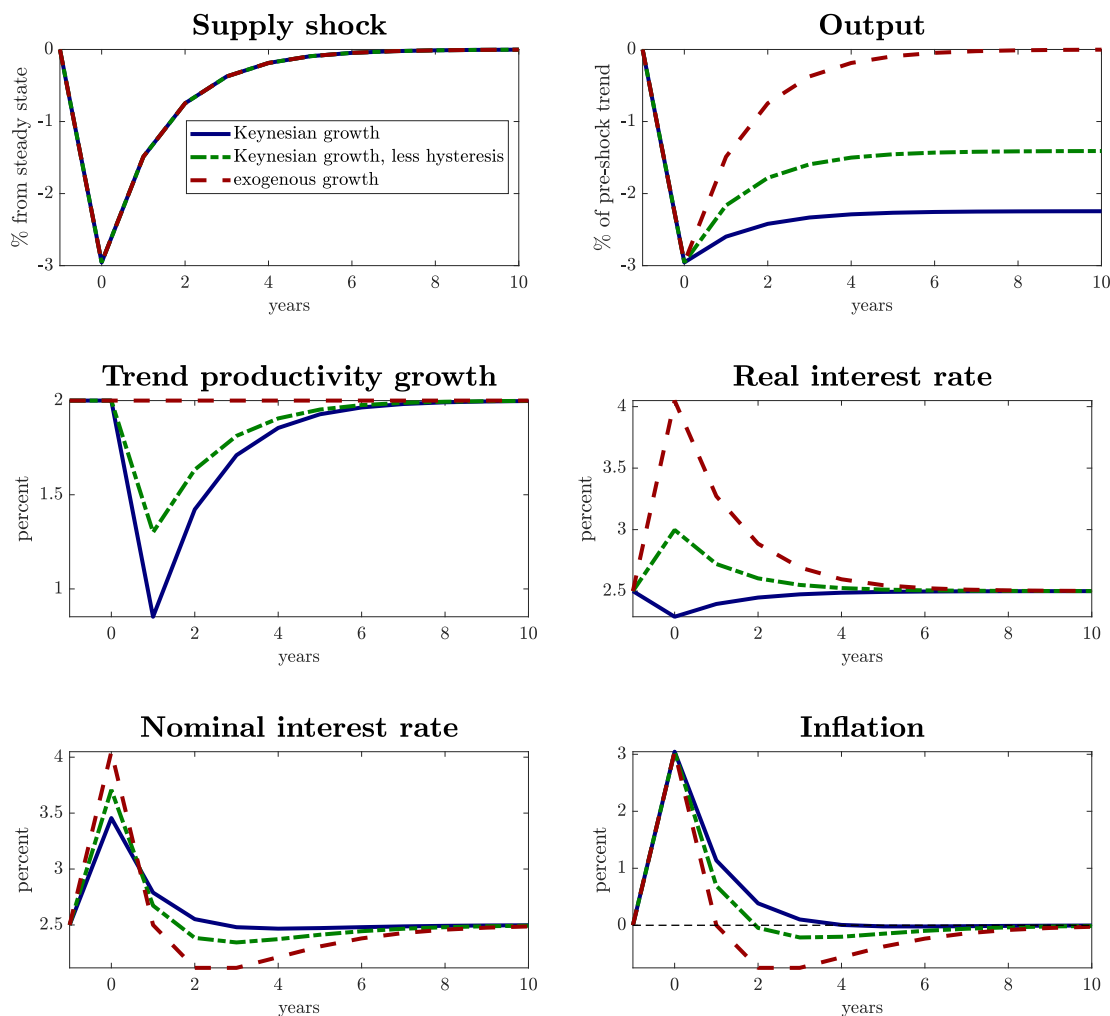 Supply shock
% from steady state
0
-1
-2
-3
Keynesian growth
Keynesian growth, less hysteresis
exogenous growth
0 2 4 6 8 10
years
Output
% of pre-shock trend
0
-1
-2
-3
0 2 4 6 8 10
years
Trend productivity growth
percent
2
1.5
1
0 2 4 6 8 10
years
Real interest rate
percent
4
3.5
3
2.5
0 2 4 6 8 10
years
Nominal interest rate
percent
4
3.5
3
2.5
0 2 4 6 8 10
years
Inflation
percent
3
2
1
0
0 2 4 6 8 10
years